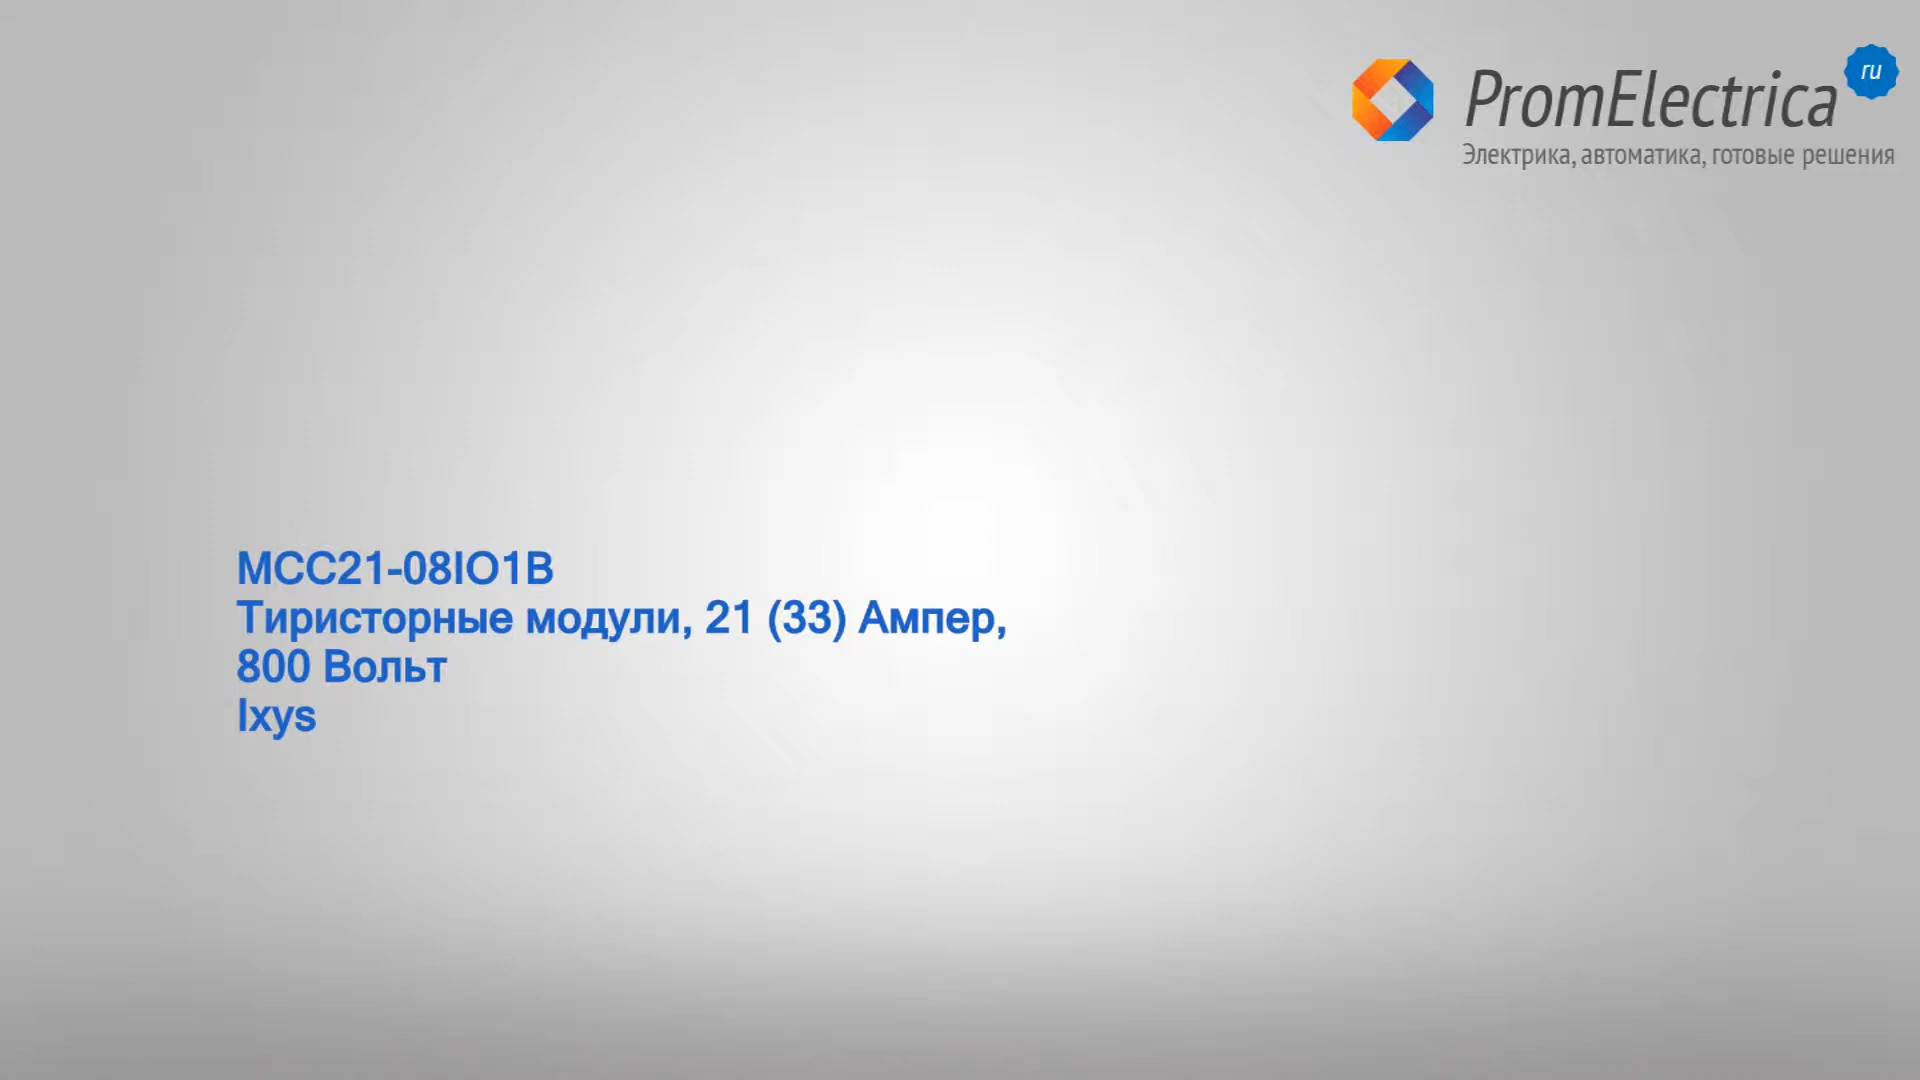 PromElectrica
ru
Электрика, автоматика, готовые решения
MCC21-08IO1B
Тиристорные модули, 21 (33) Ампер,
800 Вольт
Ixys